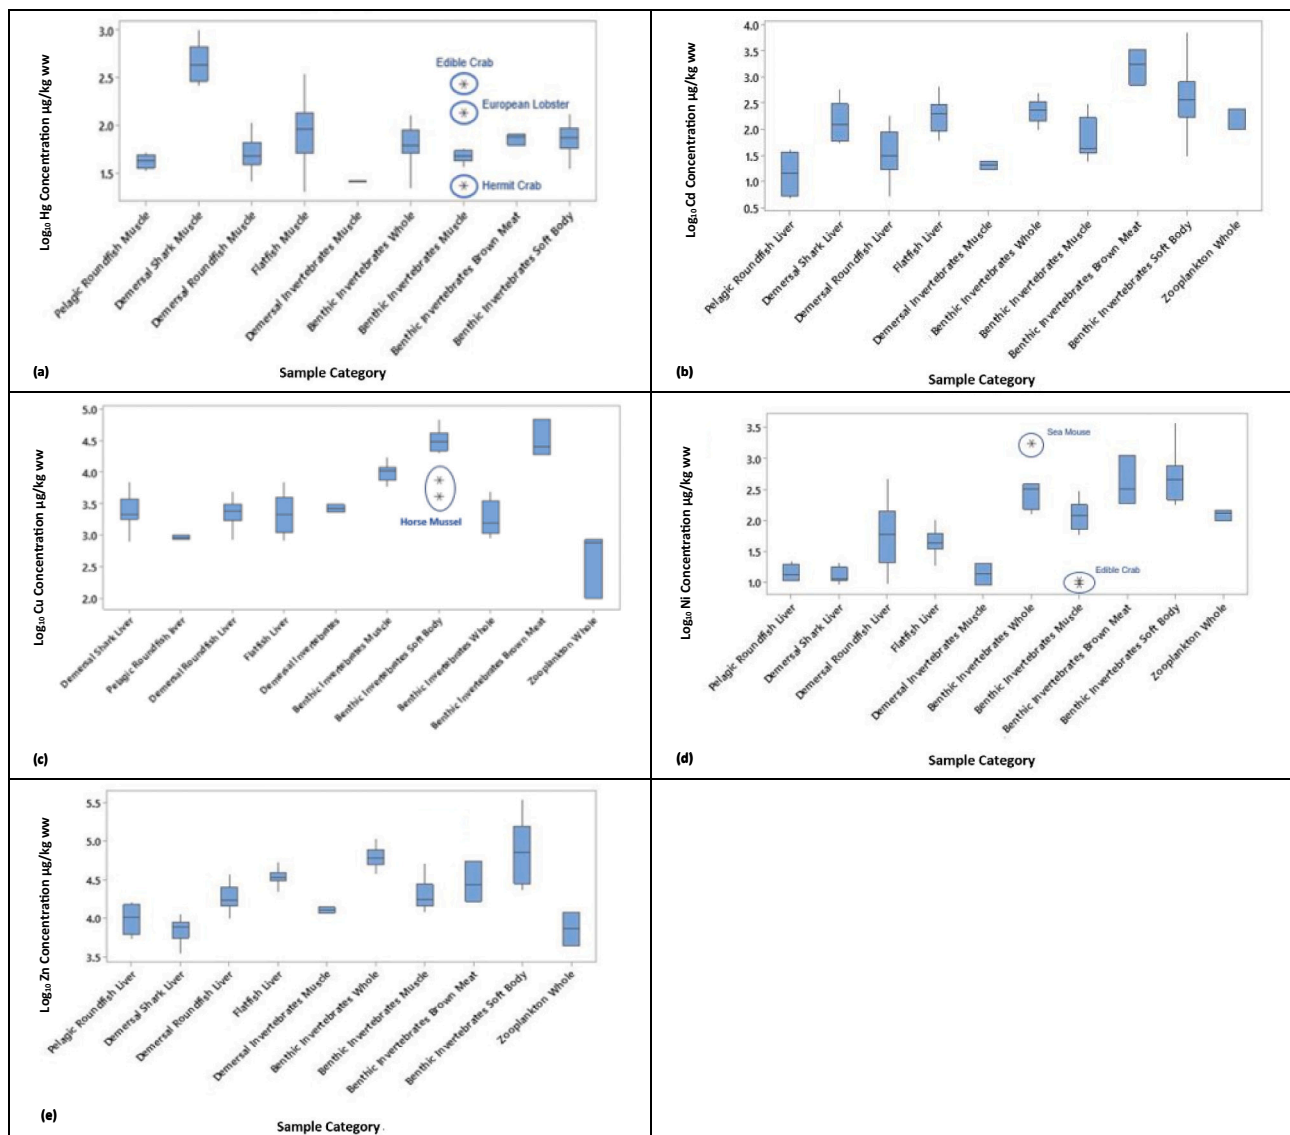 Log₁₀ Hg Concentration µg/kg ww
3.0
2.5
2.0
1.5
Edible Crab
European Lobster
Hermit Crab
Pelagic Roundfish Muscle
Demersal Shark Muscle
Demersal Roundfish Muscle
Flatfish Muscle
Demersal Invertebrates Muscle
Benthic Invertebrates Whole
Benthic Invertebrates Muscle
Benthic Invertebrates Brown Meat
Benthic Invertebrates Soft Body
(a)
Sample Category
Log₁₀ Cd Concentration µg/kg ww
4.0
3.5
3.0
2.5
2.0
1.5
1.0
0.5
Pelagic Roundfish Liver
Demersal Shark Liver
Demersal Roundfish Liver
Flatfish Liver
Demersal Invertebrates Muscle
Benthic Invertebrates Whole
Benthic Invertebrates Muscle
Benthic Invertebrates Brown Meat
Benthic Invertebrates Soft Body
Zooplankton Whole
(b)
Sample Category
Log₁₀ Cu Concentration µg/kg ww
5.0
4.5
4.0
3.5
3.0
2.5
2.0
Horse Mussel
Demersal Shark Liver
Pelagic Roundfish liver
Demersal Roundfish Liver
Flatfish Liver
Demersal Invertebrates
Benthic Invertebrates Muscle
Benthic Invertebrates Soft Body
Benthic Invertebrates Whole
Benthic Invertebrates Brown Meat
Zooplankton Whole
(c)
Log₁₀ Ni Concentration µg/kg ww
3.5
3.0
2.5
2.0
1.5
1.0
Sea Mouse
Edible Crab
Pelagic Roundfish Liver
Demersal Shark Liver
Demersal Roundfish Liver
Flatfish Liver
Demersal Invertebrates Muscle
Benthic Invertebrates Whole
Benthic Invertebrates Muscle
Benthic Invertebrates Brown Meat
Benthic Invertebrates Soft Body
Zooplankton Whole
(d)
Sample Category
Log₁₀ Zn Concentration µg/kg ww
5.5
5.0
4.5
4.0
3.5
Pelagic Roundfish Liver
Demersal Shark Liver
Demersal Roundfish Liver
Flatfish Liver
Demersal Invertebrates Muscle
Benthic Invertebrates Whole
Benthic Invertebrates Muscle
Benthic Invertebrates Brown Meat
Benthic Invertebrates Soft Body
Zooplankton Whole
(e)
Sample Category